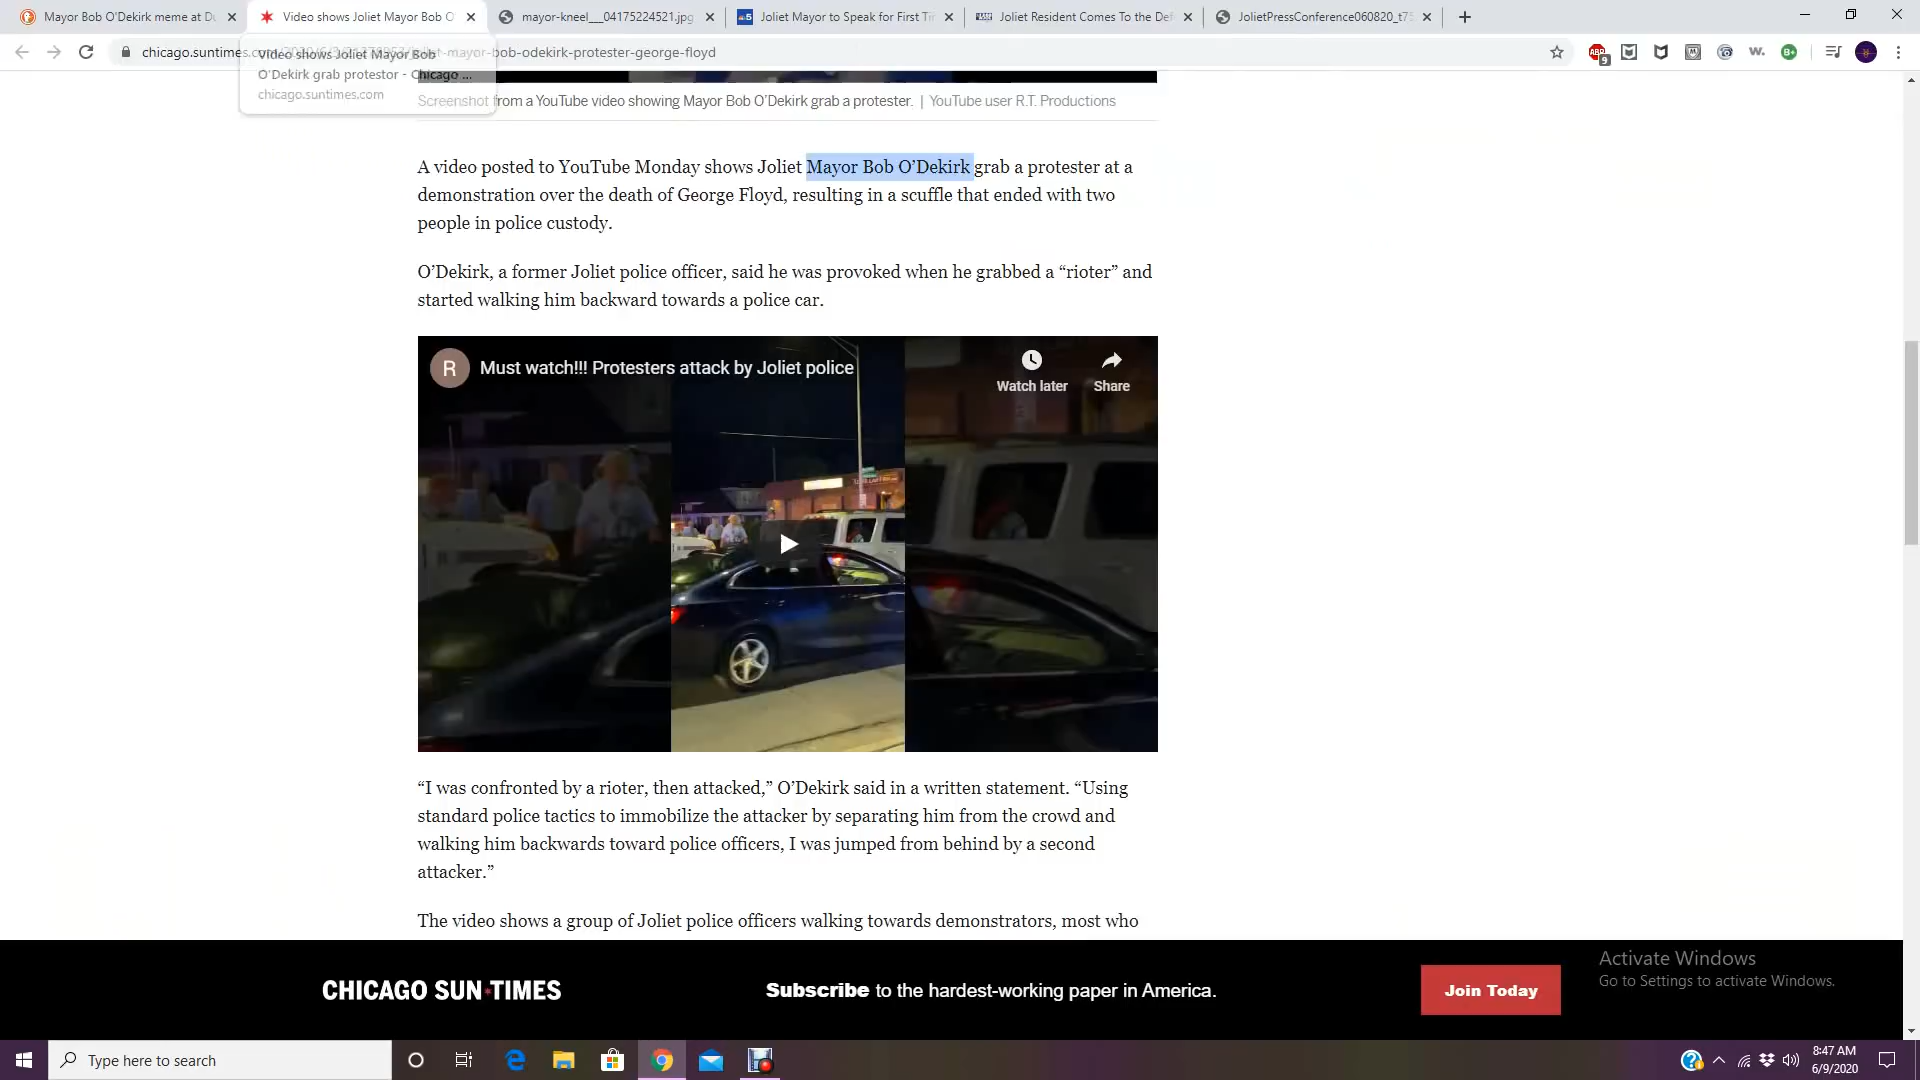 Mayor Bob O'Dekirk meme at D
Video shows Joliet Mayor Bob O
mayor-kneel___04175224521.jpg
Joliet Mayor to Speak for First Ti
Joliet Resident Comes To the De
JolietPressConference060820_t7
chicago.suntimes.co
-mayor-bob-odekirk-protester-george-floyd
9
Video shows Joliet Mayor Bob
O'Dekirk grab protestor - Chicago ...
chicago.suntimes.com
Screenshot from a YouTube video showing Mayor Bob O'Dekirk grab a protester. | YouTube user R.T. Productions
A video posted to YouTube Monday shows Joliet Mayor Bob O’Dekirk grab a protester at a
demonstration over the death of George Floyd, resulting in a scuffle that ended with two
people in police custody.
O’Dekirk, a former Joliet police officer, said he was provoked when he grabbed a “rioter” and
started walking him backward towards a police car.
R
Must watch!!! Protesters attack by Joliet police
Watch later
Share
“I was confronted by a rioter, then attacked,” O’Dekirk said in a written statement. “Using
standard police tactics to immobilize the attacker by separating him from the crowd and
walking him backwards toward police officers, I was jumped from behind by a second
attacker.”
The video shows a group of Joliet police officers walking towards demonstrators, most who
CHICAGO SUN*TIMES
Subscribe to the hardest-working paper in America.
Join Today
Activate Windows
Go to Settings to activate Windows.
Type here to search
8:47 AM
6/9/2020